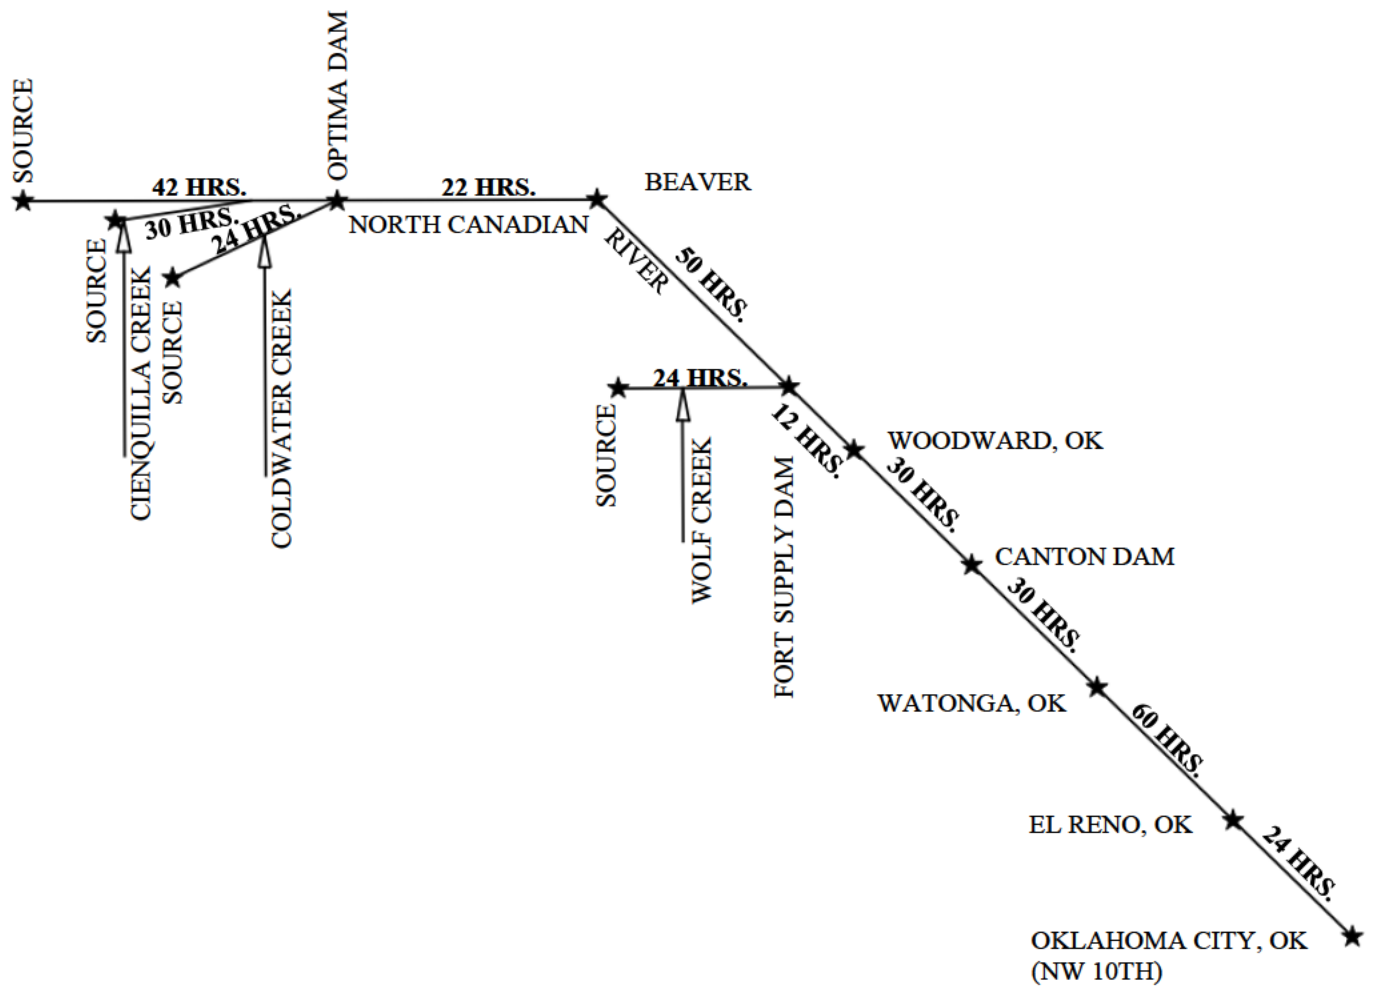 SOURCE
OPTIMA DAM
42 HRS.
22 HRS.
BEAVER
30 HRS.
24 HRS.
NORTH CANADIAN
RIVER
50 HRS.
SOURCE
CIENQUILLA CREEK
SOURCE
COLDWATER CREEK
24 HRS.
SOURCE
WOLF CREEK
FORT SUPPLY DAM
12 HRS.
WOODWARD, OK
30 HRS.
CANTON DAM
30 HRS.
WATONGA, OK
60 HRS.
EL RENO, OK
24 HRS.
OKLAHOMA CITY, OK
(NW 10TH)